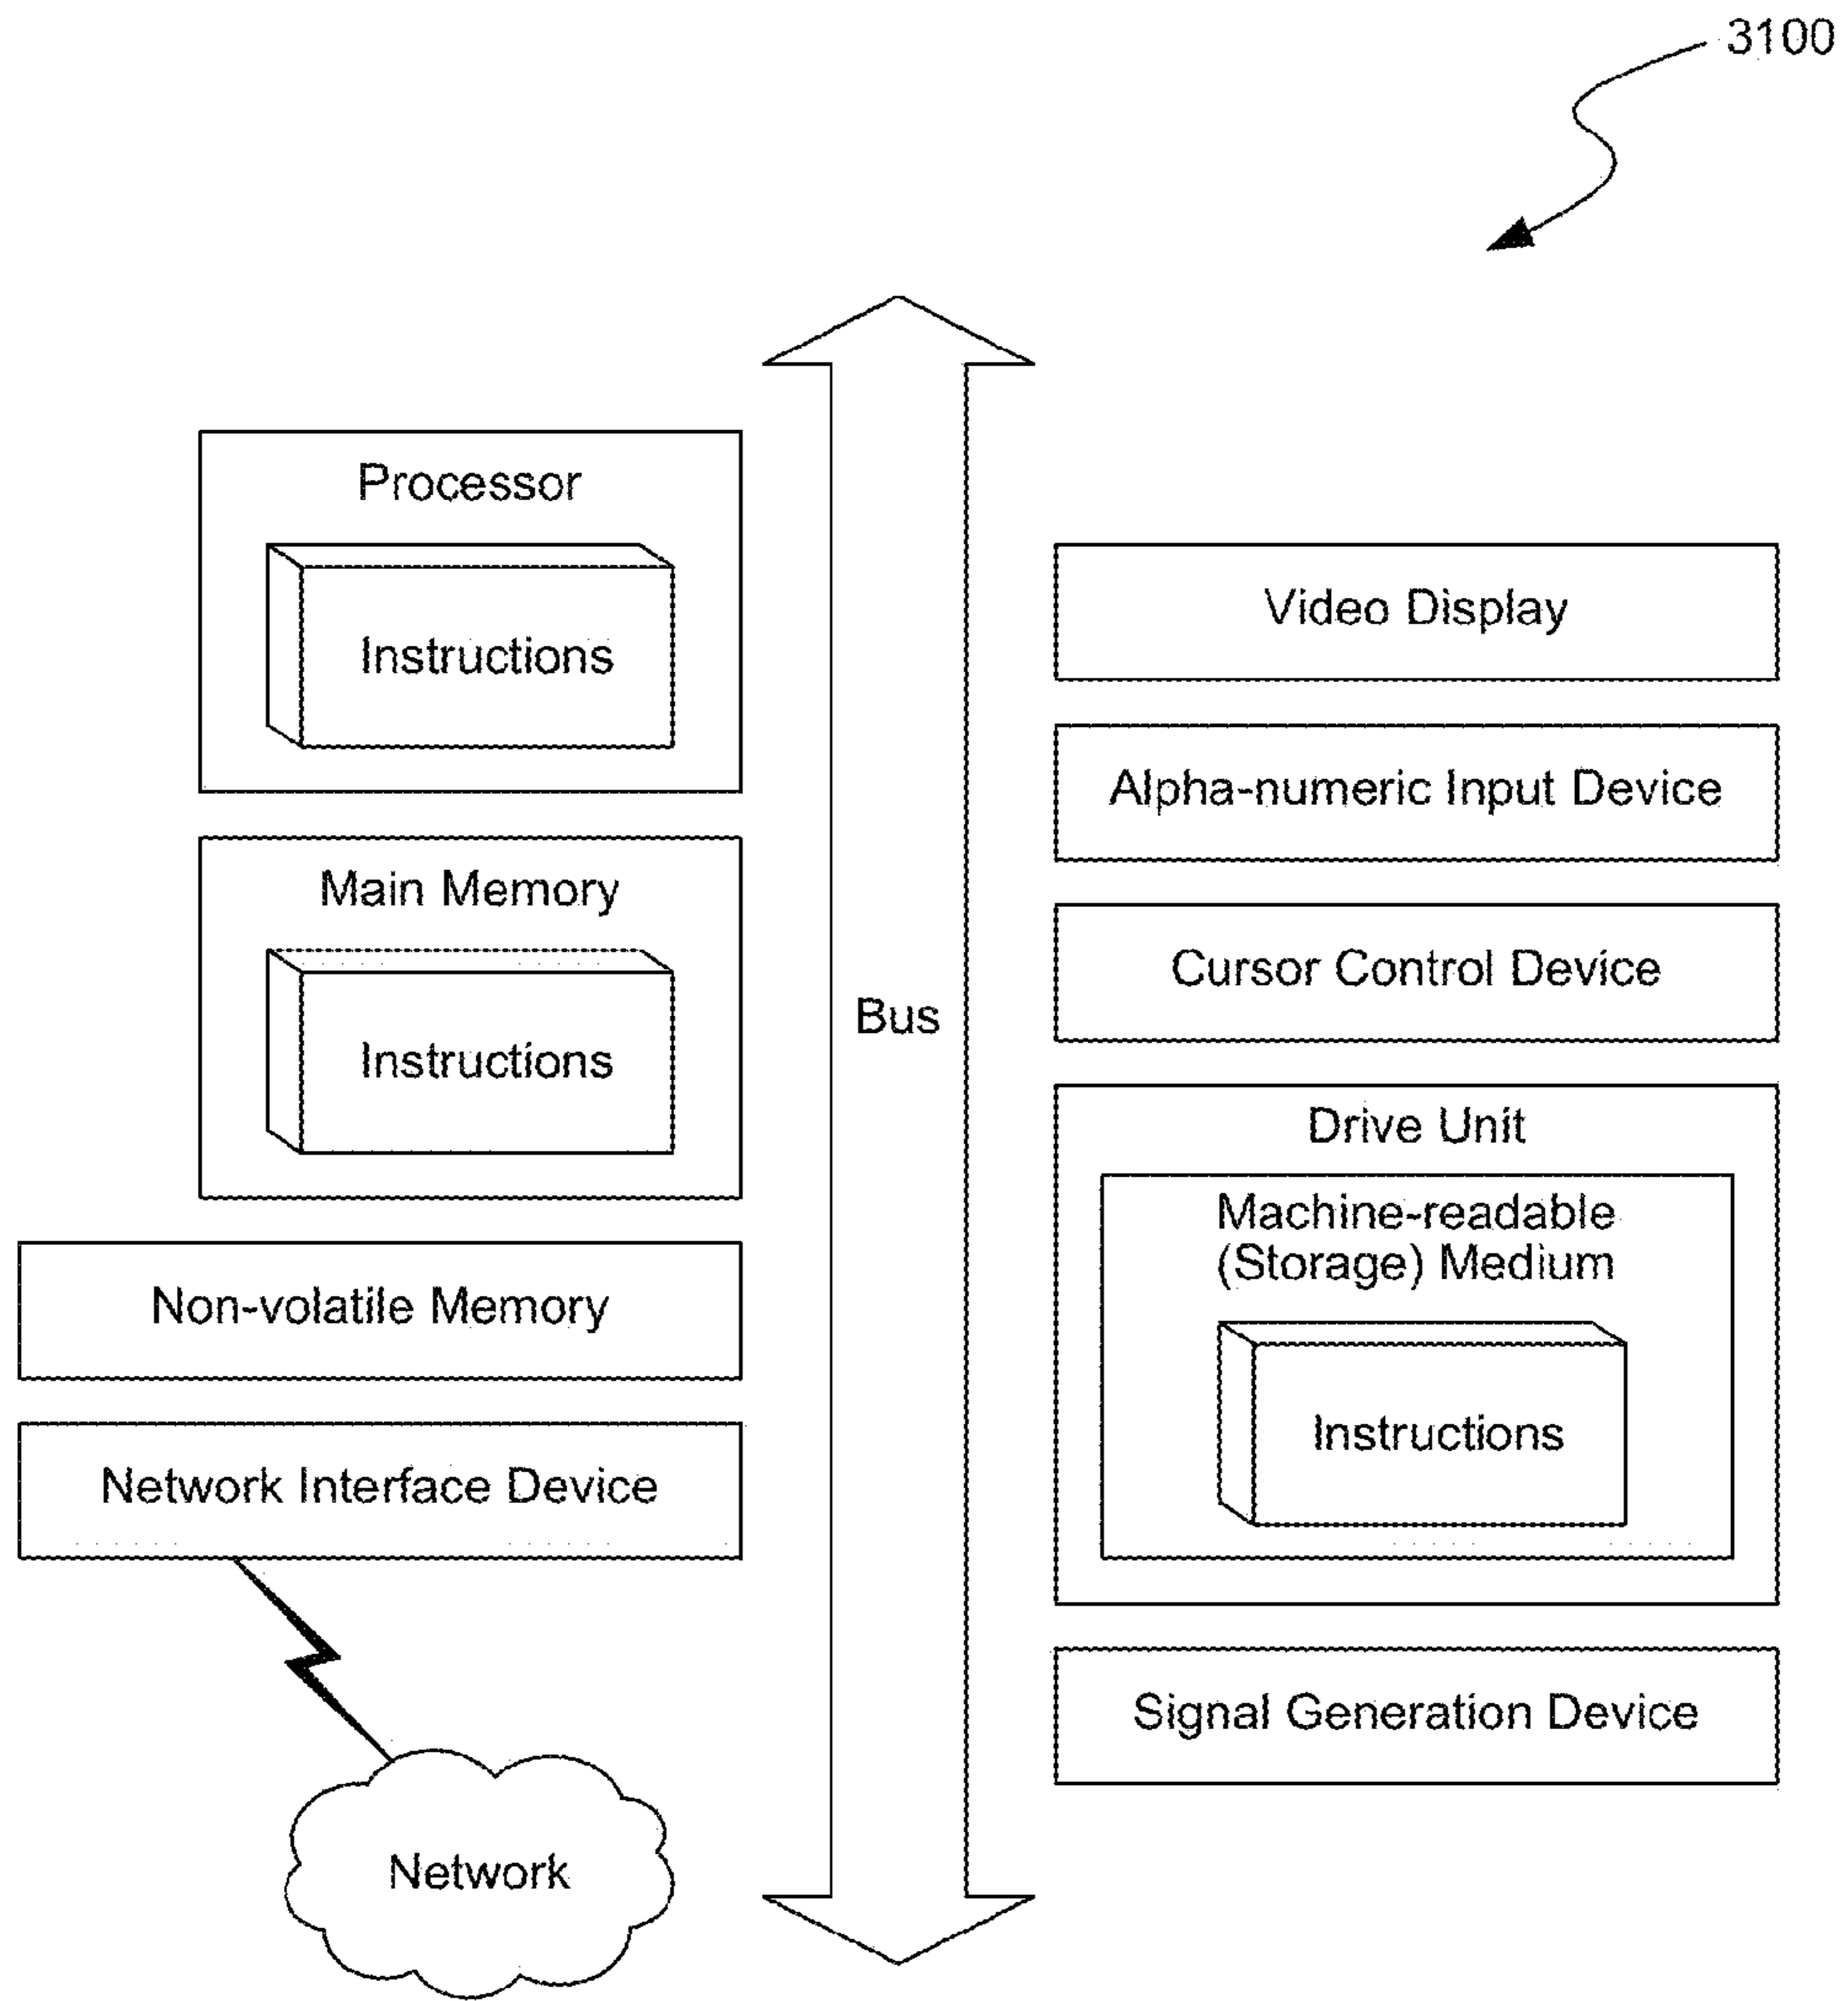 3100
Processor
Instructions
Main Memory
Instructions
Non-volatile Memory
Network Interface Device
Network
Bus
Video Display
Alpha-numeric Input Device
Cursor Control Device
Drive Unit
Machine-readable
(Storage) Medium
Instructions
Signal Generation Device